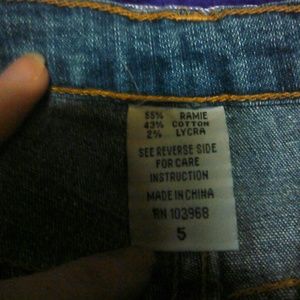 55% RAMIE
43% COTTON
2% LYCRA
SEE REVERSE SIDE
FOR CARE
INSTRUCTION
MADE IN CHINA
RN 103968
5